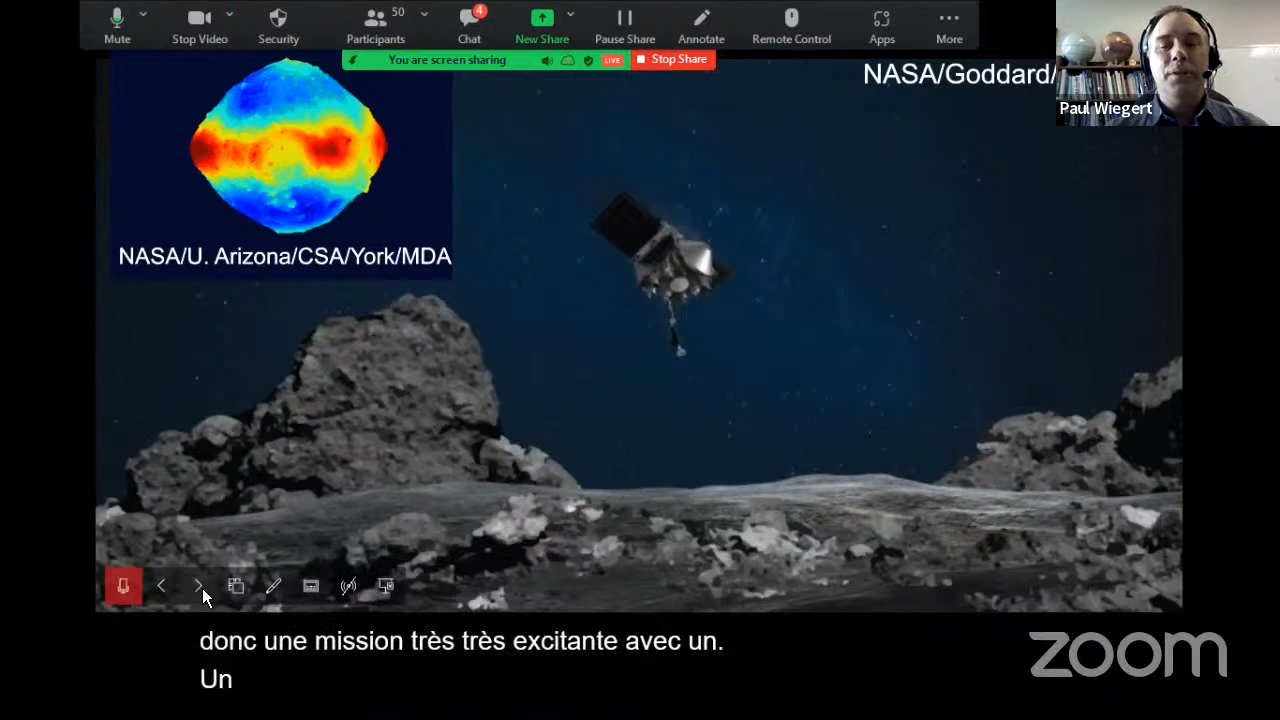 Mute
Stop Video
Security
50
Participants
4
Chat
New Share
Pause Share
Annotate
Remote Control
Apps
More
You are screen sharing
LIVE
Stop Share
NASA/Goddard/
Paul Wiegert
NASA/U. Arizona/CSA/York/MDA
donc une mission très très excitante avec un.
Un
zoom